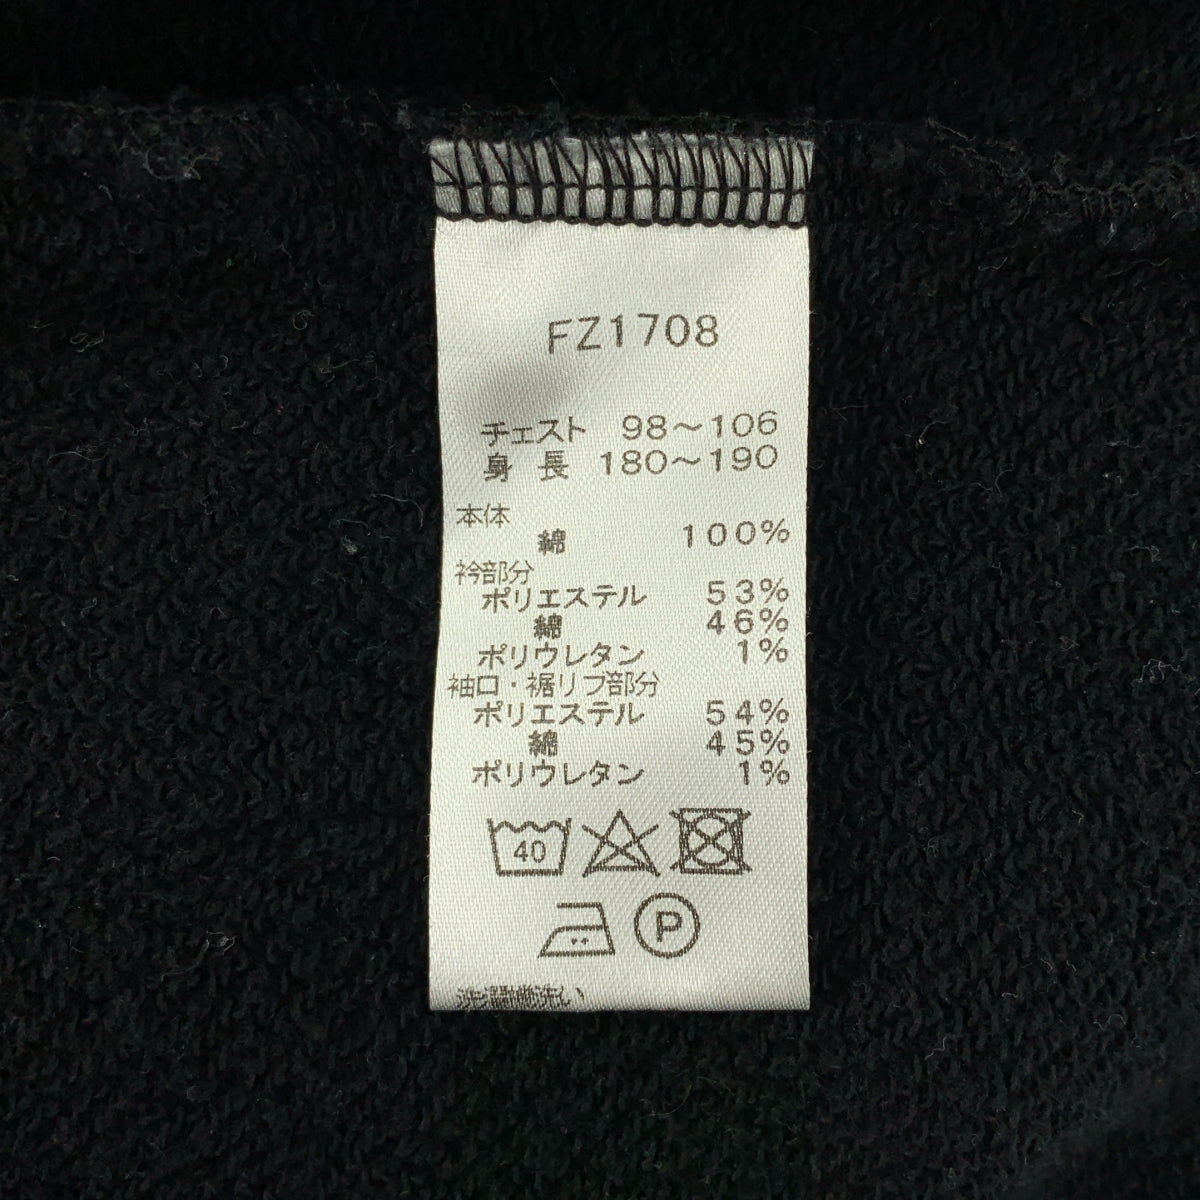 FZ1708
チェスト 98～106
身 長 180～190
本体
綿 100%
衿部分
ポリエステル 53%
綿 46%
ポリウレタン 1%
袖口・裾リブ部分
ポリエステル 54%
綿 45%
ポリウレタン 1%
40
P